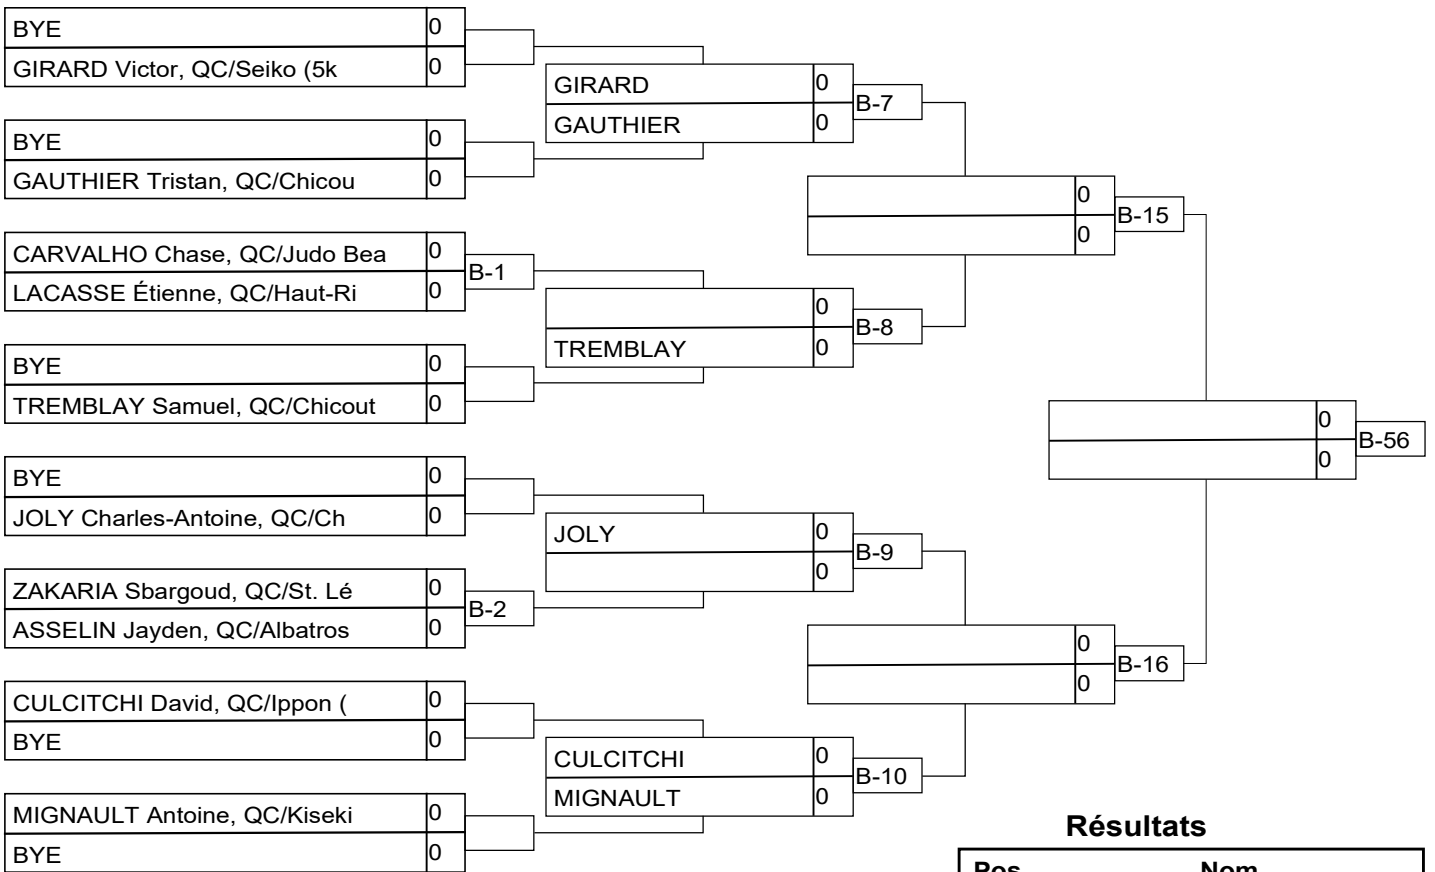 BYE 0
GIRARD Victor, QC/Seiko (5k 0
BYE 0
GAUTHIER Tristan, QC/Chicou 0
CARVALHO Chase, QC/Judo Bea 0
LACASSE Étienne, QC/Haut-Ri 0
B-1
BYE 0
TREMBLAY Samuel, QC/Chicout 0
BYE 0
JOLY Charles-Antoine, QC/Ch 0
ZAKARIA Sbargoud, QC/St. Lé 0
ASSELIN Jayden, QC/Albatros 0
B-2
CULCITCHI David, QC/Ippon ( 0
BYE 0
MIGNAULT Antoine, QC/Kiseki 0
BYE 0
GIRARD 0
GAUTHIER 0
B-7
0
TREMBLAY 0
B-8
JOLY 0
0
B-9
CULCITCHI 0
MIGNAULT 0
B-10
0
0
B-15
0
0
B-16
0
0
B-56
Résultats
Pos Nom